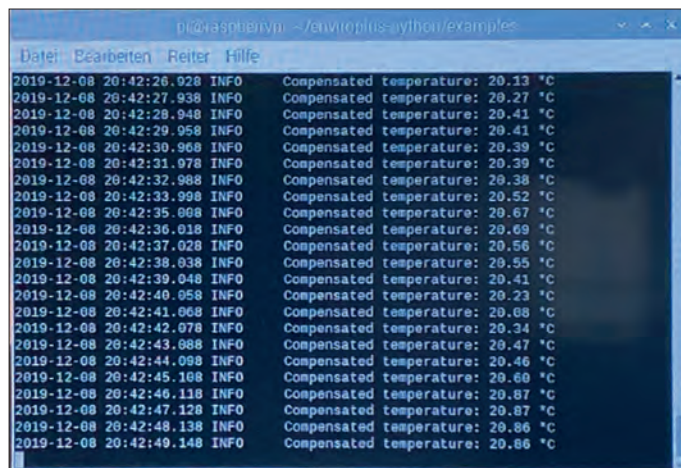 pi@raspberrypi: ~/enviroplus-python/examples
Datei Bearbeiten Reiter Hilfe
2019-12-08 20:42:26.928 INFO Compensated temperature: 20.13 *C
2019-12-08 20:42:27.938 INFO Compensated temperature: 20.27 *C
2019-12-08 20:42:28.948 INFO Compensated temperature: 20.41 *C
2019-12-08 20:42:29.958 INFO Compensated temperature: 20.41 *C
2019-12-08 20:42:30.968 INFO Compensated temperature: 20.39 *C
2019-12-08 20:42:31.978 INFO Compensated temperature: 20.39 *C
2019-12-08 20:42:32.988 INFO Compensated temperature: 20.38 *C
2019-12-08 20:42:33.998 INFO Compensated temperature: 20.52 *C
2019-12-08 20:42:35.008 INFO Compensated temperature: 20.67 *C
2019-12-08 20:42:36.018 INFO Compensated temperature: 20.69 *C
2019-12-08 20:42:37.028 INFO Compensated temperature: 20.56 *C
2019-12-08 20:42:38.038 INFO Compensated temperature: 20.55 *C
2019-12-08 20:42:39.048 INFO Compensated temperature: 20.41 *C
2019-12-08 20:42:40.058 INFO Compensated temperature: 20.23 *C
2019-12-08 20:42:41.068 INFO Compensated temperature: 20.08 *C
2019-12-08 20:42:42.078 INFO Compensated temperature: 20.34 *C
2019-12-08 20:42:43.088 INFO Compensated temperature: 20.47 *C
2019-12-08 20:42:44.098 INFO Compensated temperature: 20.46 *C
2019-12-08 20:42:45.108 INFO Compensated temperature: 20.60 *C
2019-12-08 20:42:46.118 INFO Compensated temperature: 20.87 *C
2019-12-08 20:42:47.128 INFO Compensated temperature: 20.87 *C
2019-12-08 20:42:48.138 INFO Compensated temperature: 20.86 *C
2019-12-08 20:42:49.148 INFO Compensated temperature: 20.86 *C